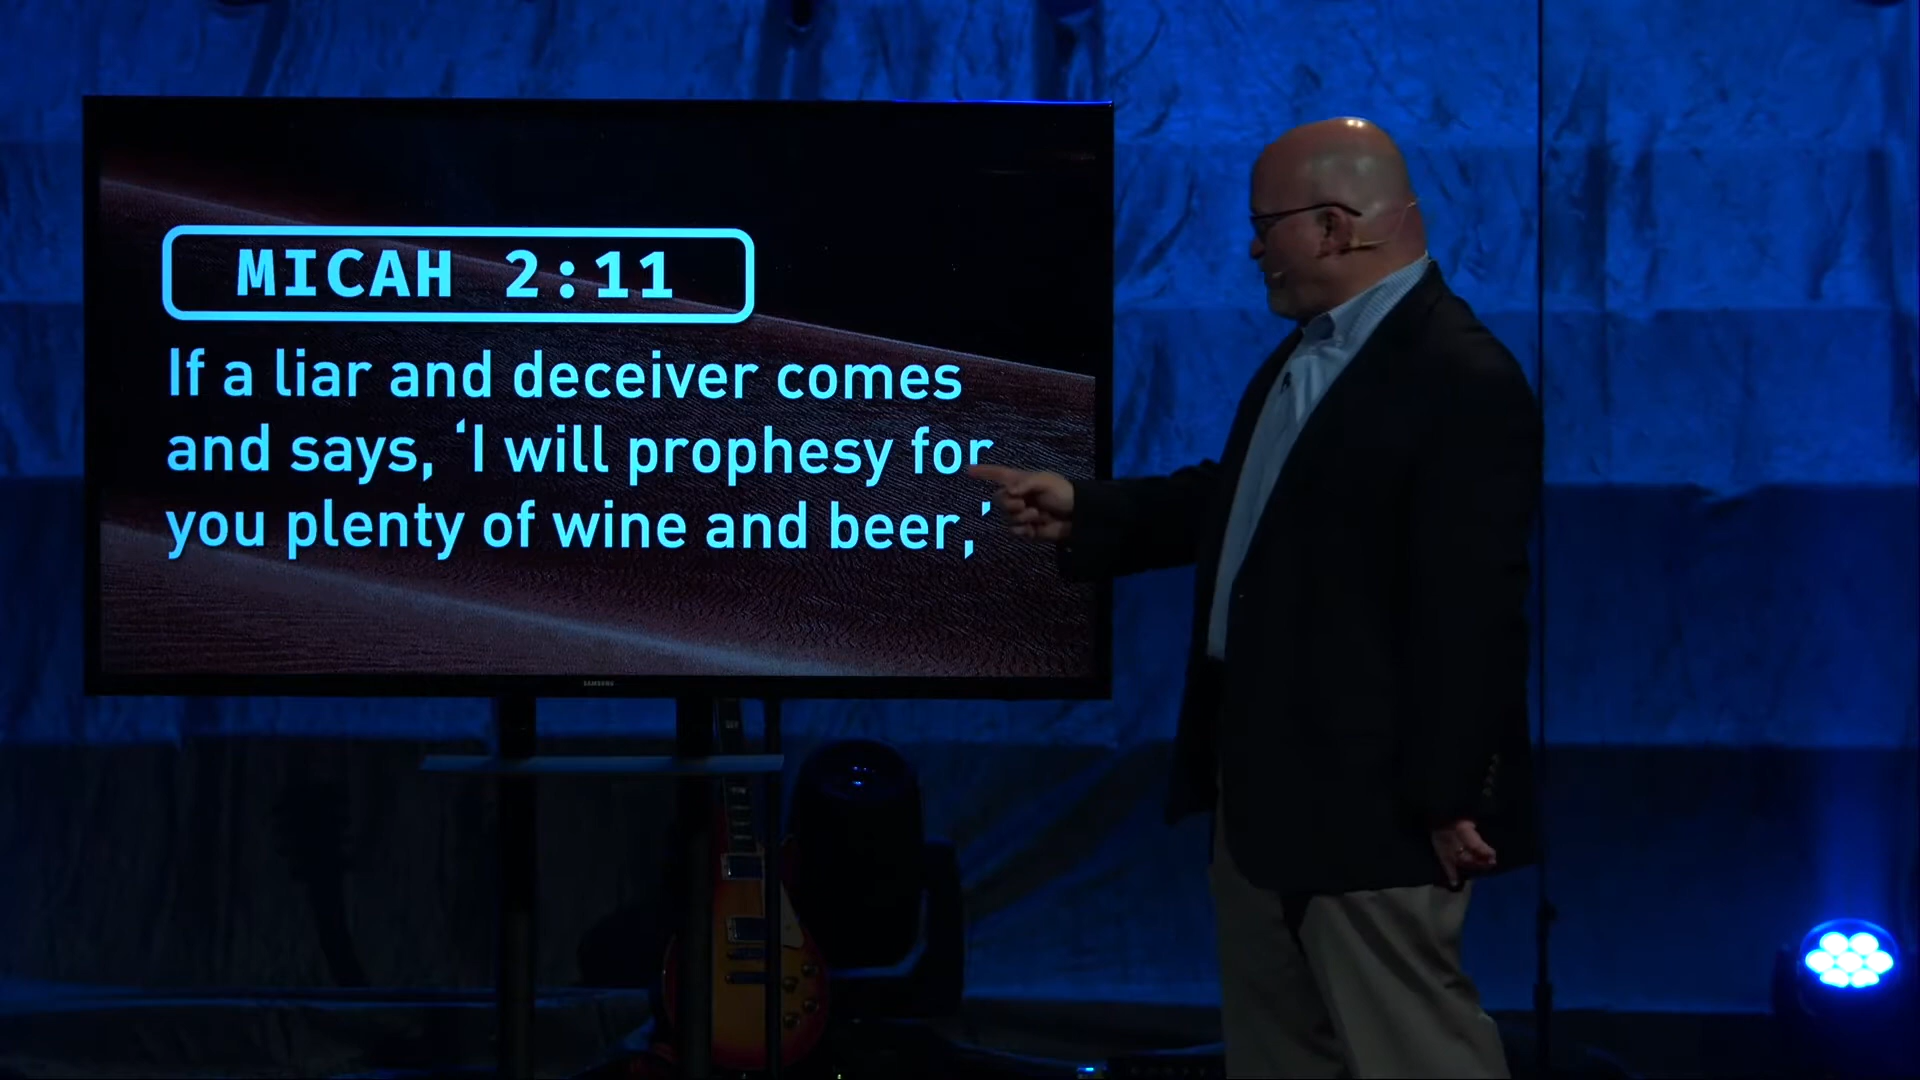 MICAH 2:11
If a liar and deceiver comes
and says, ‘I will prophesy for
you plenty of wine and beer,’
SAMSUNG